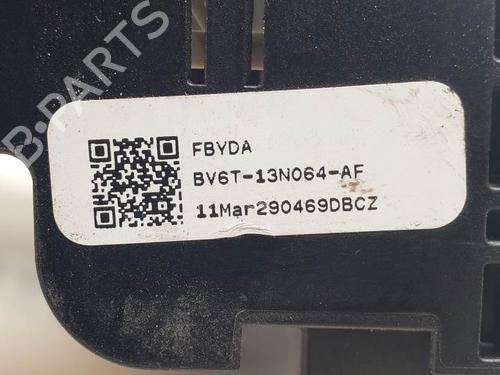 B-PARTS
FBYDA
BV6T-13N064-AF
11Mar290469DBCZ